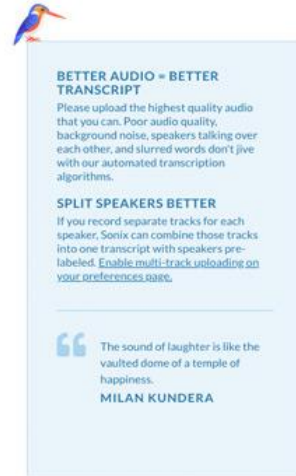 BETTER AUDIO = BETTER
TRANSCRIPT
Please upload the highest quality audio
that you can. Poor audio quality,
background noise, speakers talking over
each other, and slurred words don't jive
with our automated transcription
algorithms.
SPLIT SPEAKERS BETTER
If you record separate tracks for each
speaker, Sonix can combine those tracks
into one transcript with speakers pre-
labeled. Enable multi-track uploading on
your preferences page.
The sound of laughter is like the
vaulted dome of a temple of
happiness.
MILAN KUNDERA